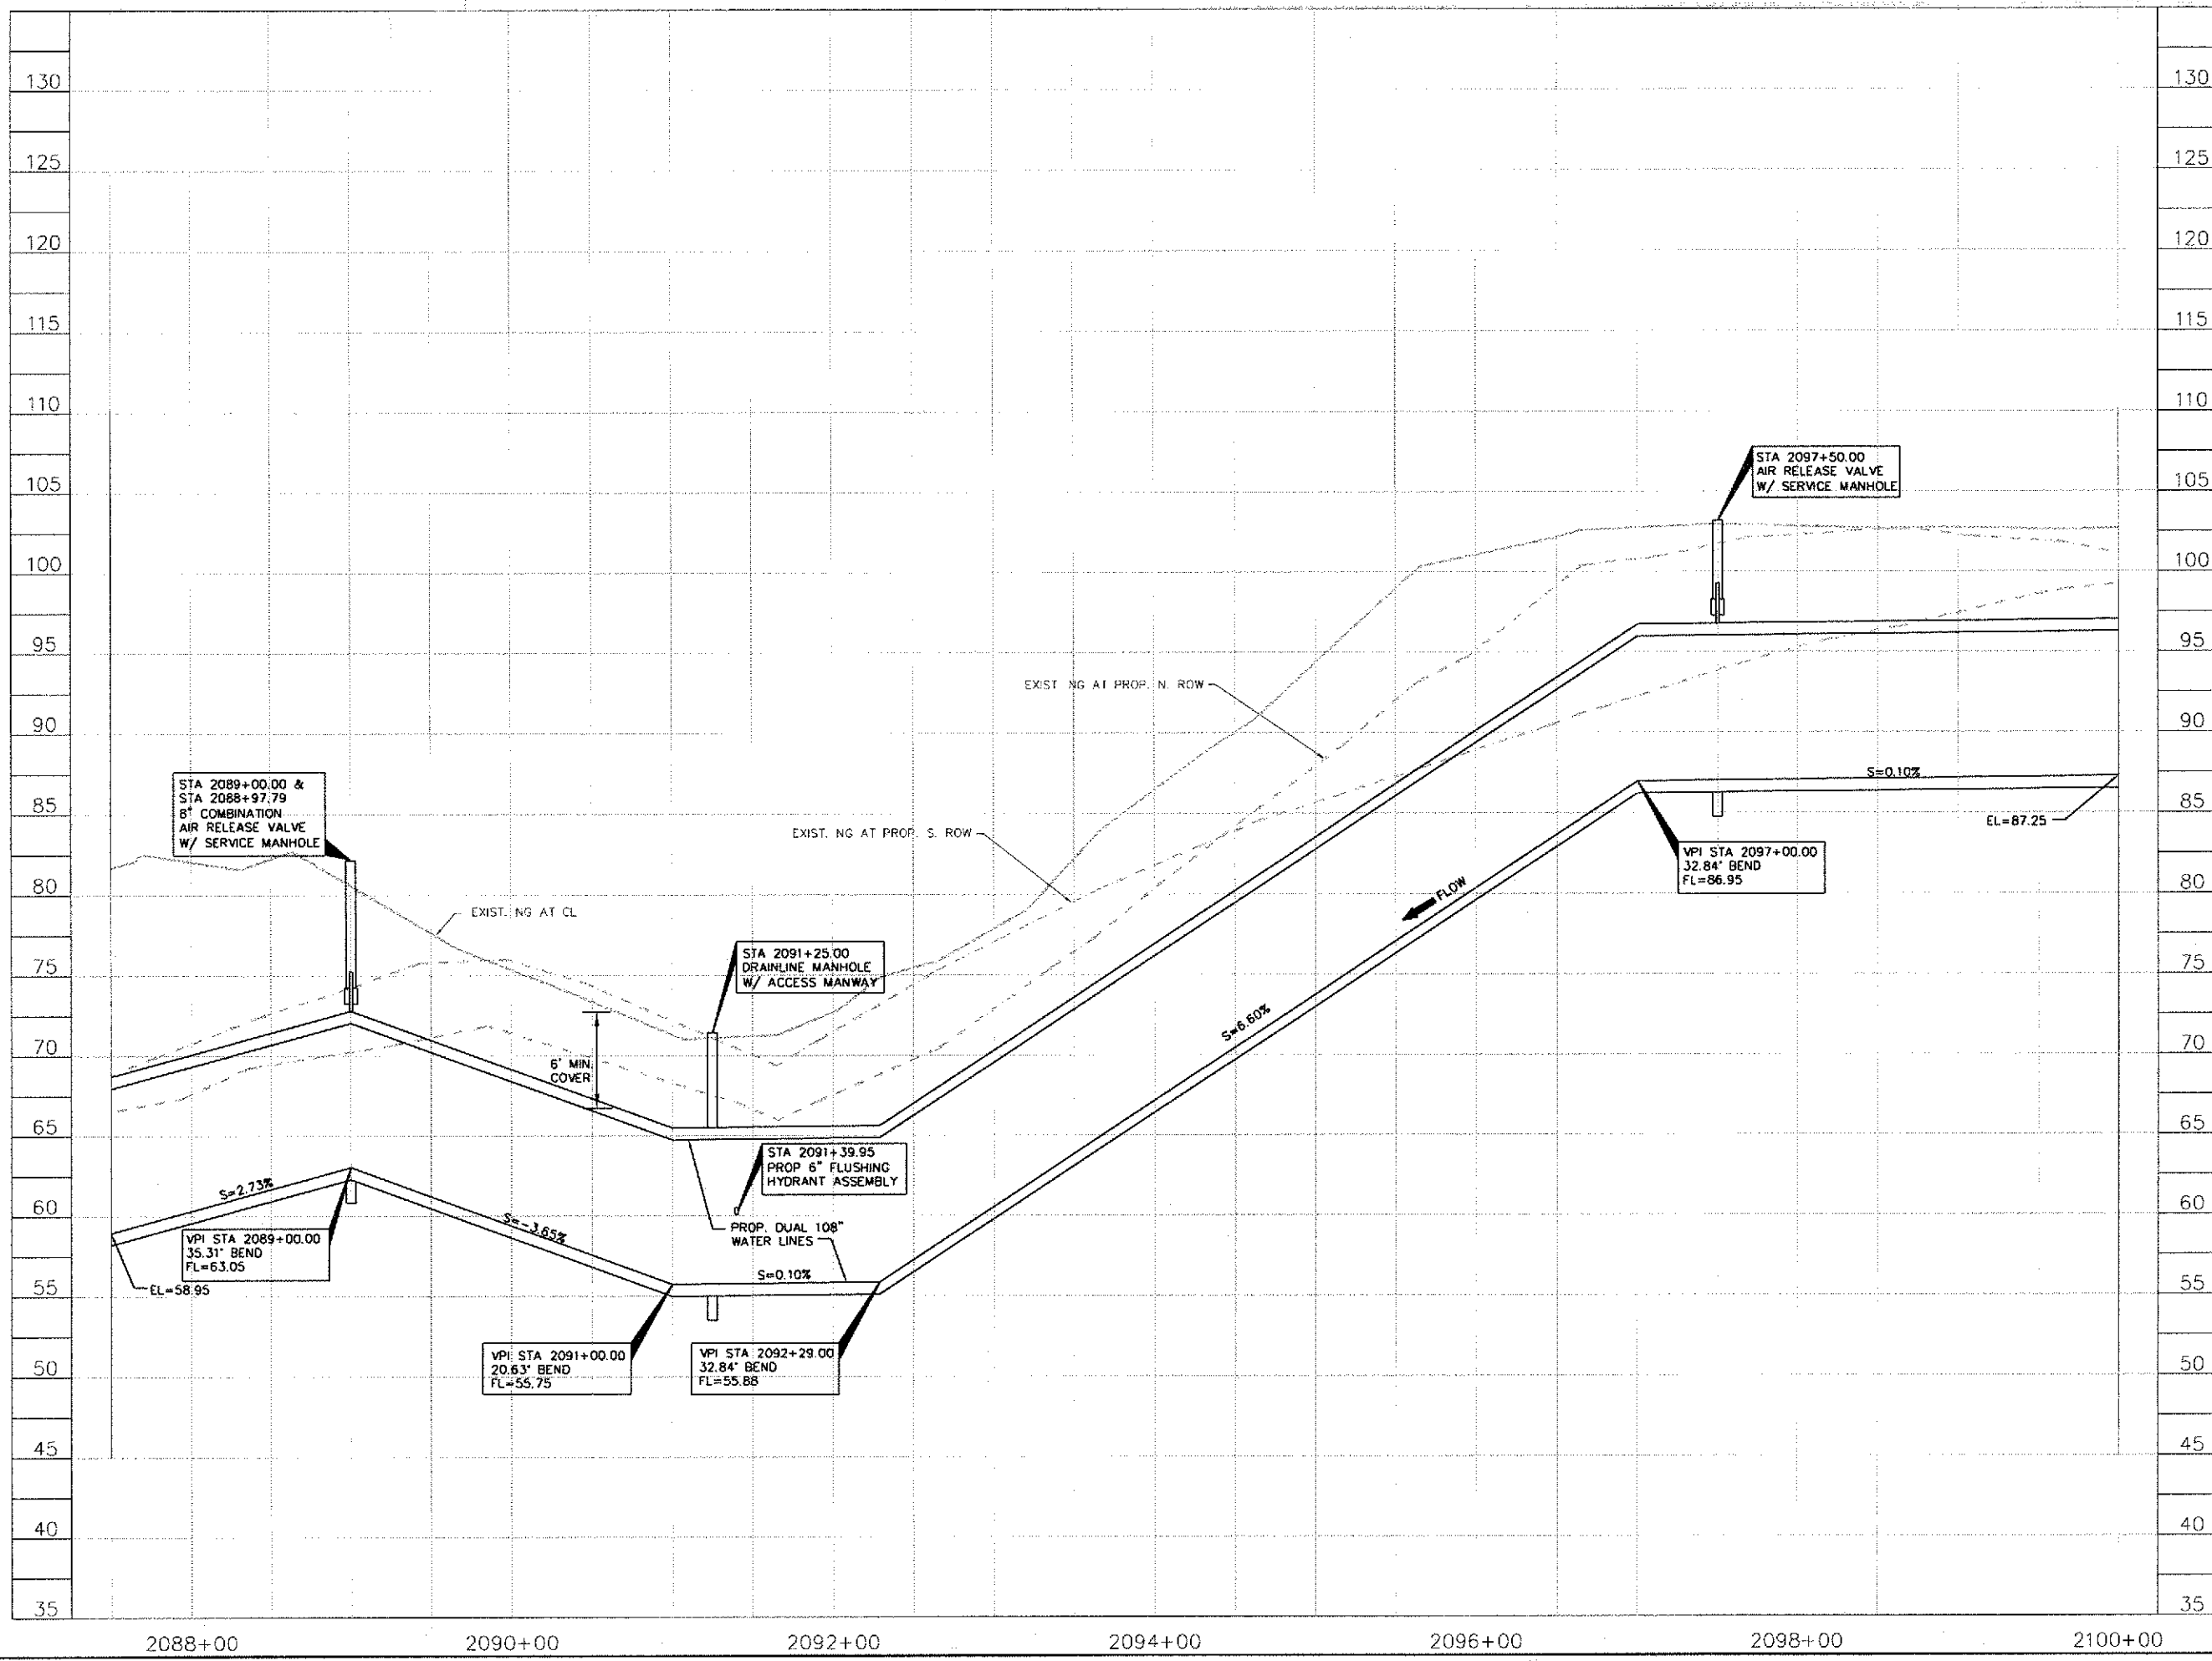 130
130
125
125
120
120
115
115
110
110
105
105
100
100
95
95
90
90
85
85
80
80
75
75
70
70
65
65
60
60
55
55
50
50
45
45
40
40
35
35
STA 2097+50.00
AIR RELEASE VALVE
W/ SERVICE MANHOLE
EXIST NG AT PROP. N. ROW
STA 2089+00.00 &
STA 2088+97.79
8" COMBINATION
AIR RELEASE VALVE
W/ SERVICE MANHOLE
EXIST. NG AT PROP. S. ROW
S=0.10%
EL=87.25
VPI STA 2097+00.00
32.84° BEND
FL=86.95
FLOW
EXIST. NG AT CL
STA 2091+25.00
DRAINLINE MANHOLE
W/ ACCESS MANWAY
6' MIN.
COVER
S=6.60%
STA 2091+39.95
PROP 6" FLUSHING
HYDRANT ASSEMBLY
S=2.73%
S=-3.65%
PROP. DUAL 108"
WATER LINES
VPI STA 2089+00.00
35.31° BEND
FL=63.05
EL=58.95
S=0.10%
VPI STA 2091+00.00
20.63° BEND
FL=55.75
VPI STA 2092+29.00
32.84° BEND
FL=55.88
2088+00
2090+00
2092+00
2094+00
2096+00
2098+00
2100+00